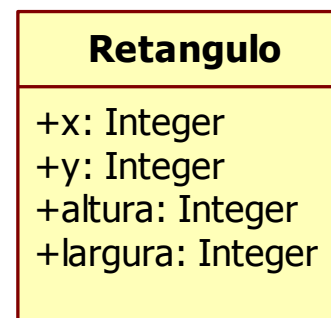 Retangulo
+x: Integer
+y: Integer
+altura: Integer
+largura: Integer